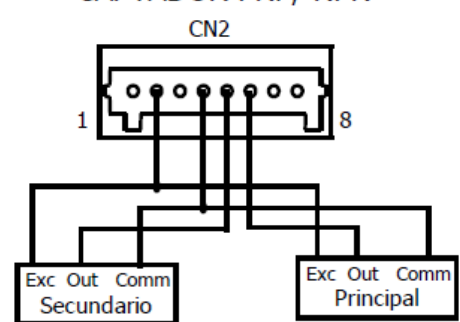 CN2
1 8
Exc Out Comm
Secundario
Exc Out Comm
Principal